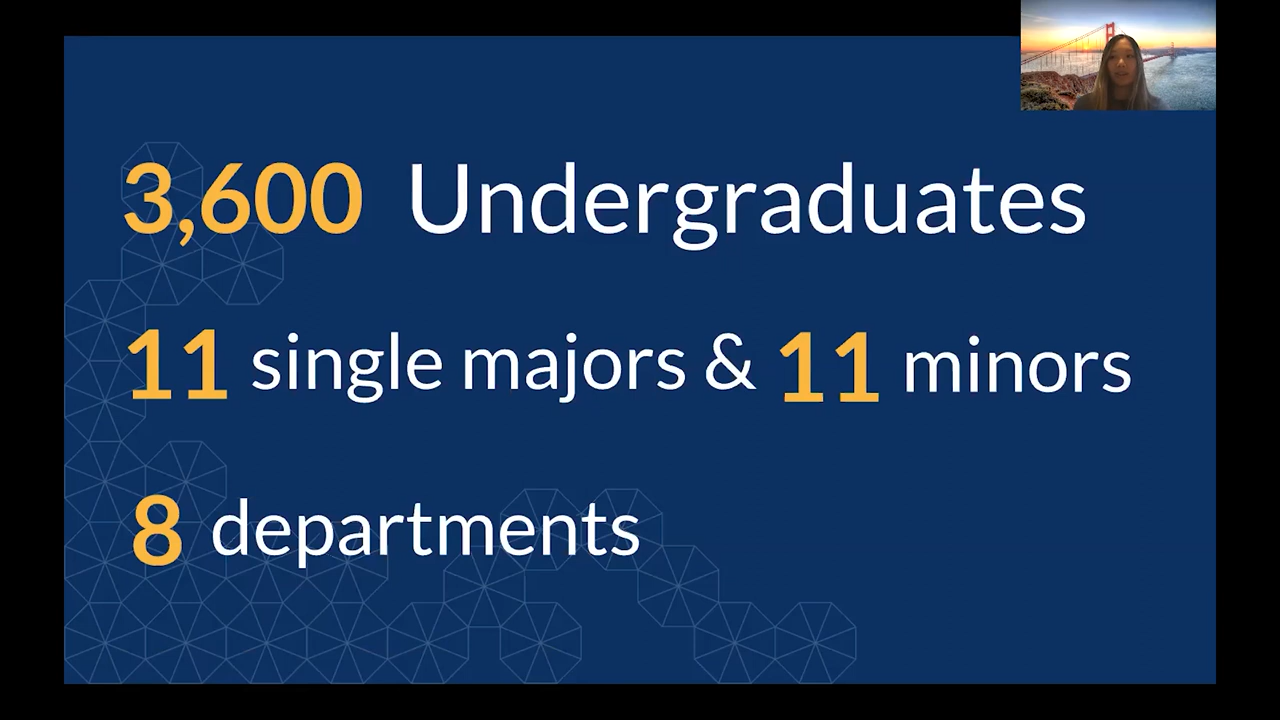 3,600 Undergraduates
11 single majors & 11 minors
8 departments